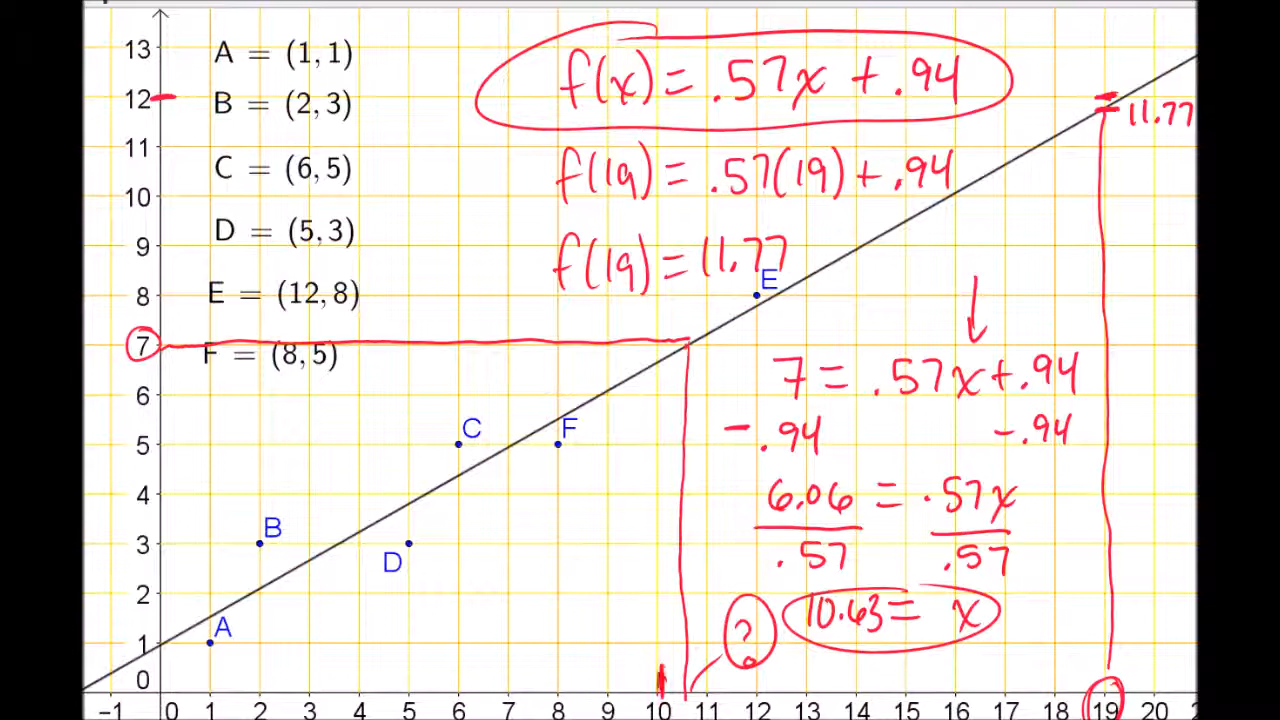 A = (1, 1)
B = (2, 3)
C = (6, 5)
D = (5, 3)
E = (12, 8)
F = (8, 5)
f(x) = .57x + .94
f(19) = .57(19) + .94
f(19) = 11.77
11.77
7 = .57x + .94
- .94 - .94
6.06 = .57x
.57 .57
10.63 = x
?
A
B
C
D
E
F
13
12
11
10
9
8
7
6
5
4
3
2
1
0
−1 0 1 2 3 4 5 6 7 8 9 10 11 12 13 14 15 16 17 18 19 20 21